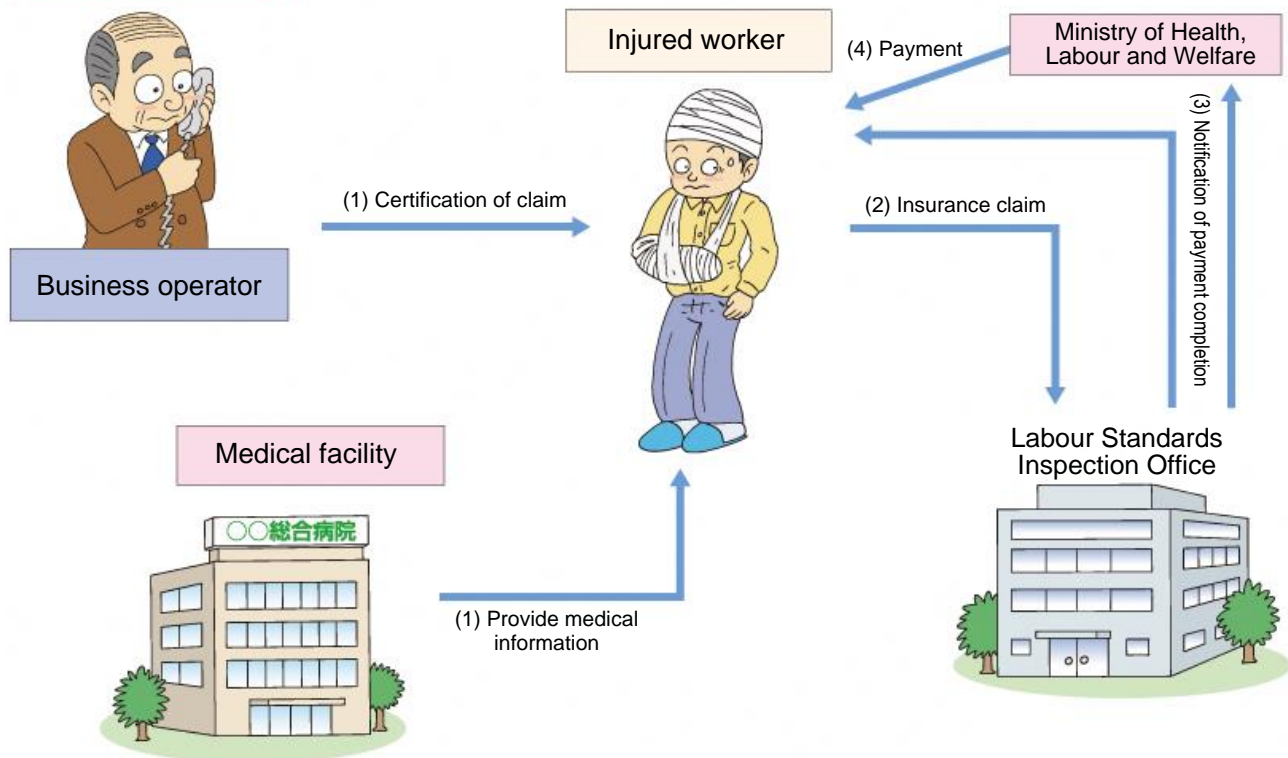 Injured worker
Ministry of Health,
Labour and Welfare
(4) Payment
(3) Notification of payment completion
(1) Certification of claim
(2) Insurance claim
Business operator
Labour Standards
Inspection Office
Medical facility
○○総合病院
(1) Provide medical
information